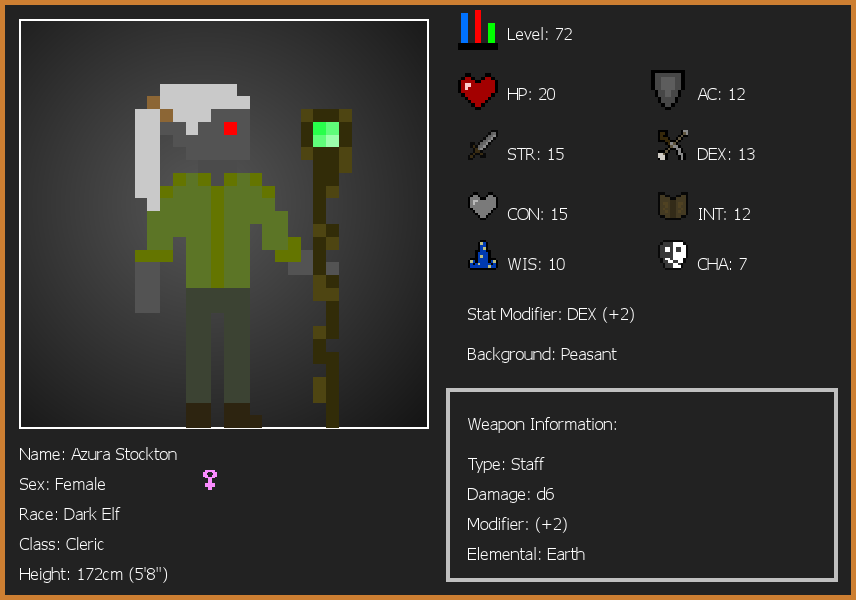 Level: 72
HP: 20
AC: 12
STR: 15
DEX: 13
CON: 15
INT: 12
WIS: 10
CHA: 7
Stat Modifier: DEX (+2)
Background: Peasant
Name: Azura Stockton
Sex: Female
Race: Dark Elf
Class: Cleric
Height: 172cm (5'8")
Weapon Information:
Type: Staff
Damage: d6
Modifier: (+2)
Elemental: Earth